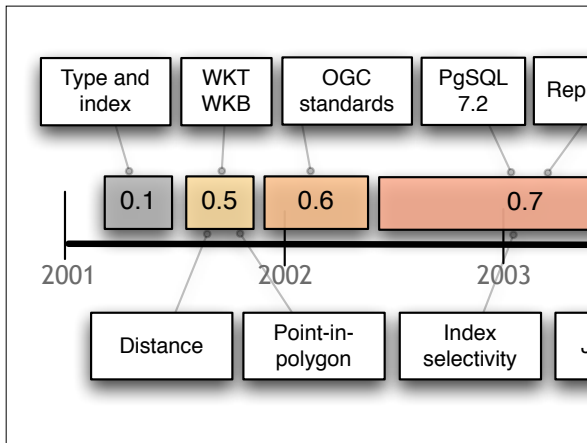 Type and
index
WKT
WKB
OGC
standards
PgSQL
7.2
Rep
0.1
0.5
0.6
0.7
2001
2002
2003
Distance
Point-in-
polygon
Index
selectivity
J